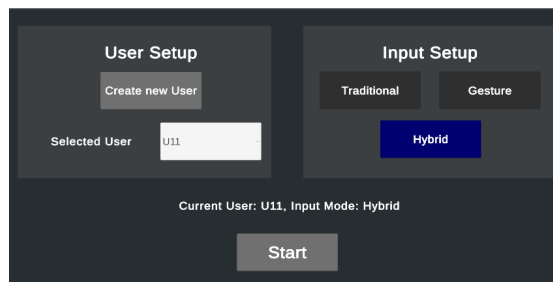 User Setup
Create new User
Selected User
U11
Input Setup
Traditional
Gesture
Hybrid
Current User: U11, Input Mode: Hybrid
Start